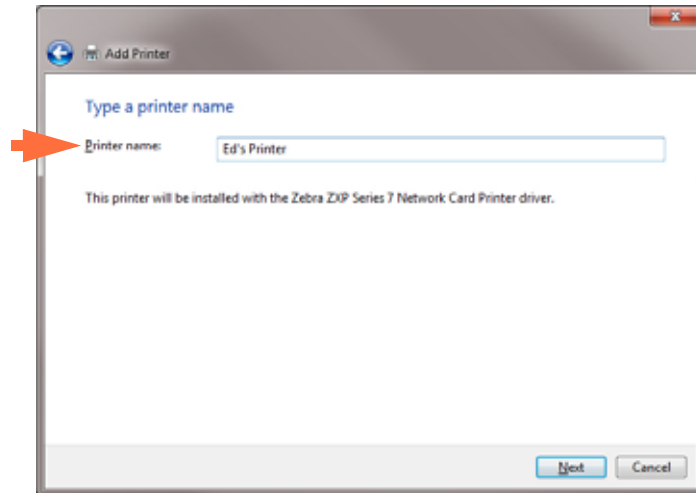 Add Printer
Type a printer name
Printer name: Ed's Printer
This printer will be installed with the Zebra ZXP Series 7 Network Card Printer driver.
Next Cancel